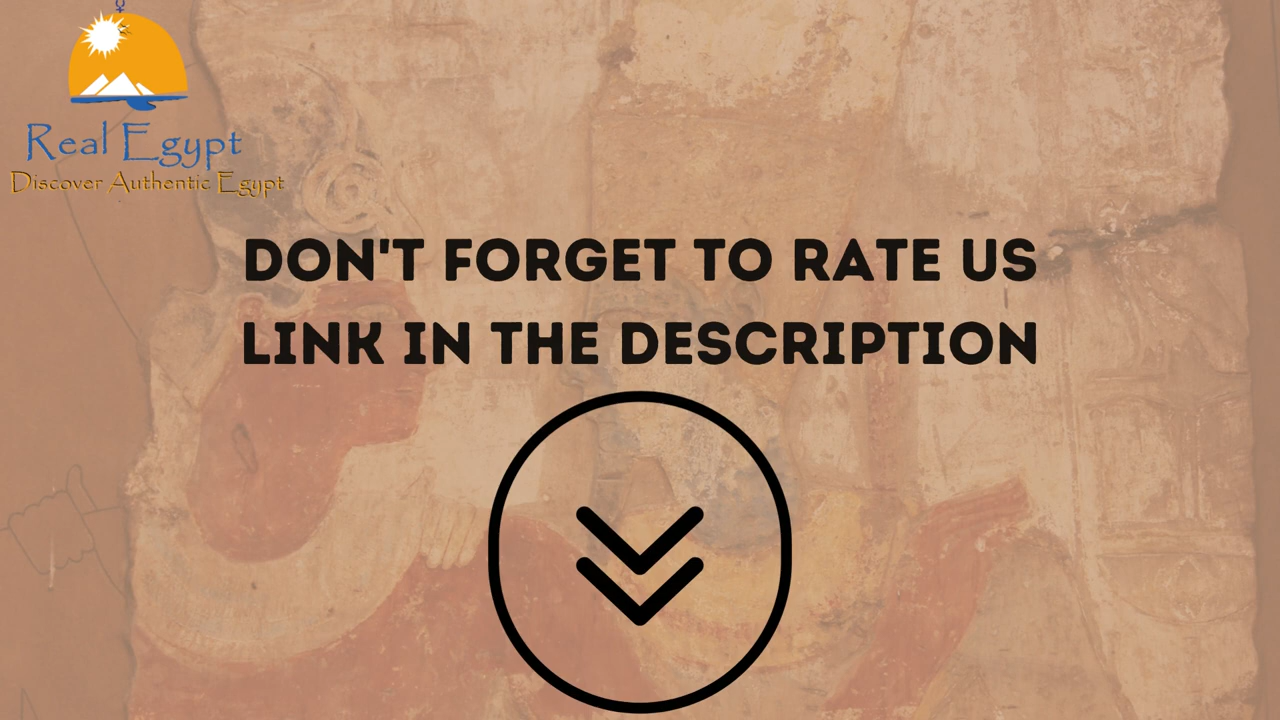 Real Egypt
Discover Authentic Egypt
DON'T FORGET TO RATE US
LINK IN THE DESCRIPTION